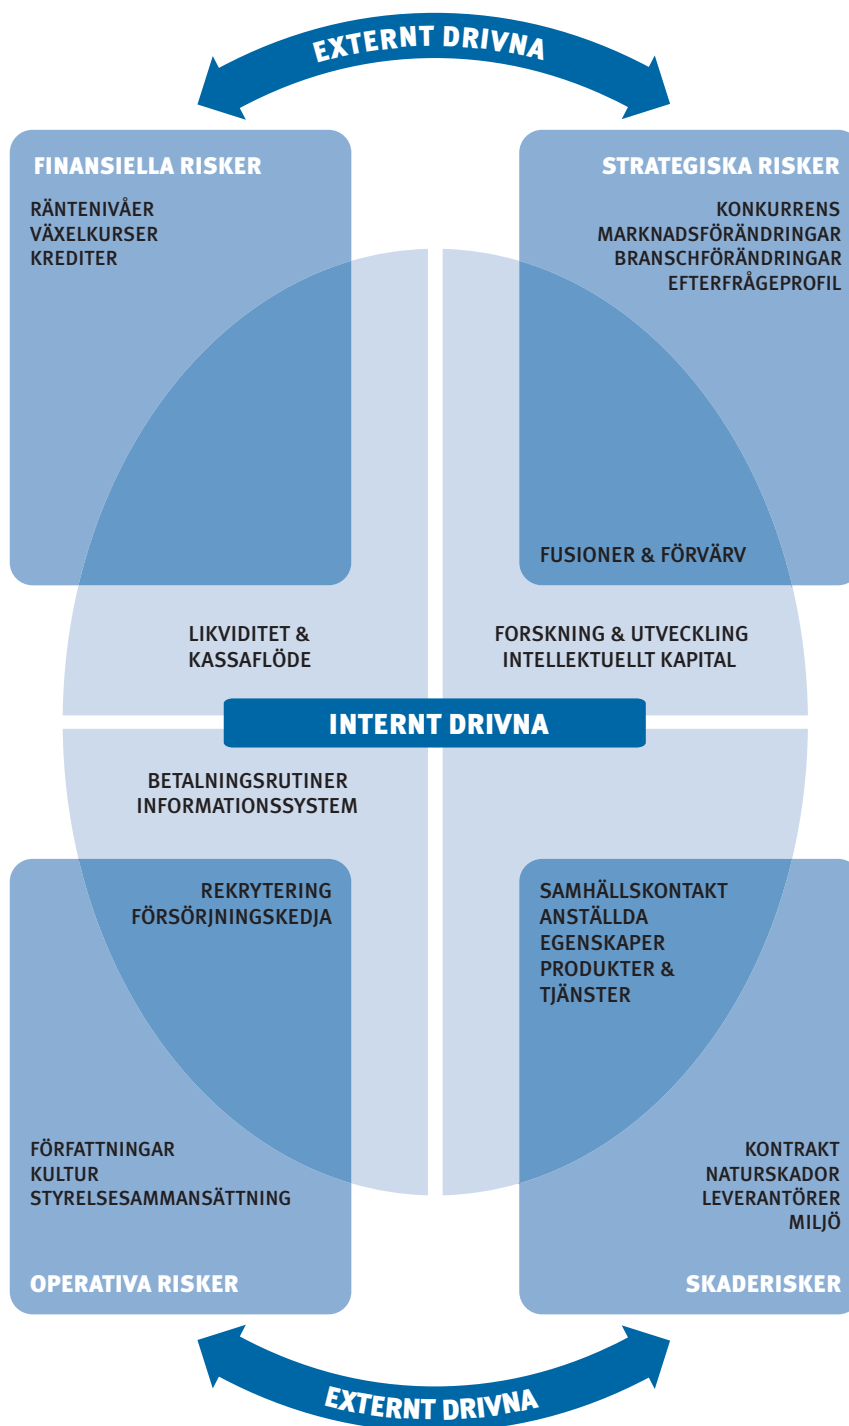 EXTERNT DRIVNA
FINANSIELLA RISKER
RÄNTENIVÅER
VÄXELKURSER
KREDITER
STRATEGISKA RISKER
KONKURRENS
MARKNADSFÖRÄNDRINGAR
BRANSCHFÖRÄNDRINGAR
EFTERFRÅGEPROFIL
FUSIONER & FÖRVÄRV
LIKVIDITET &
KASSAFLÖDE
FORSKNING & UTVECKLING
INTELLEKTUELLT KAPITAL
INTERNT DRIVNA
BETALNINGSRUTINER
INFORMATIONSSYSTEM
REKRYTERING
FÖRSÖRJNINGSKEDJA
SAMHÄLLSKONTAKT
ANSTÄLLDA
EGENSKAPER
PRODUKTER &
TJÄNSTER
FÖRFATTNINGAR
KULTUR
STYRELSESAMMANSÄTTNING
OPERATIVA RISKER
KONTRAKT
NATURSKADOR
LEVERANTÖRER
MILJÖ
SKADERISKER
EXTERNT DRIVNA